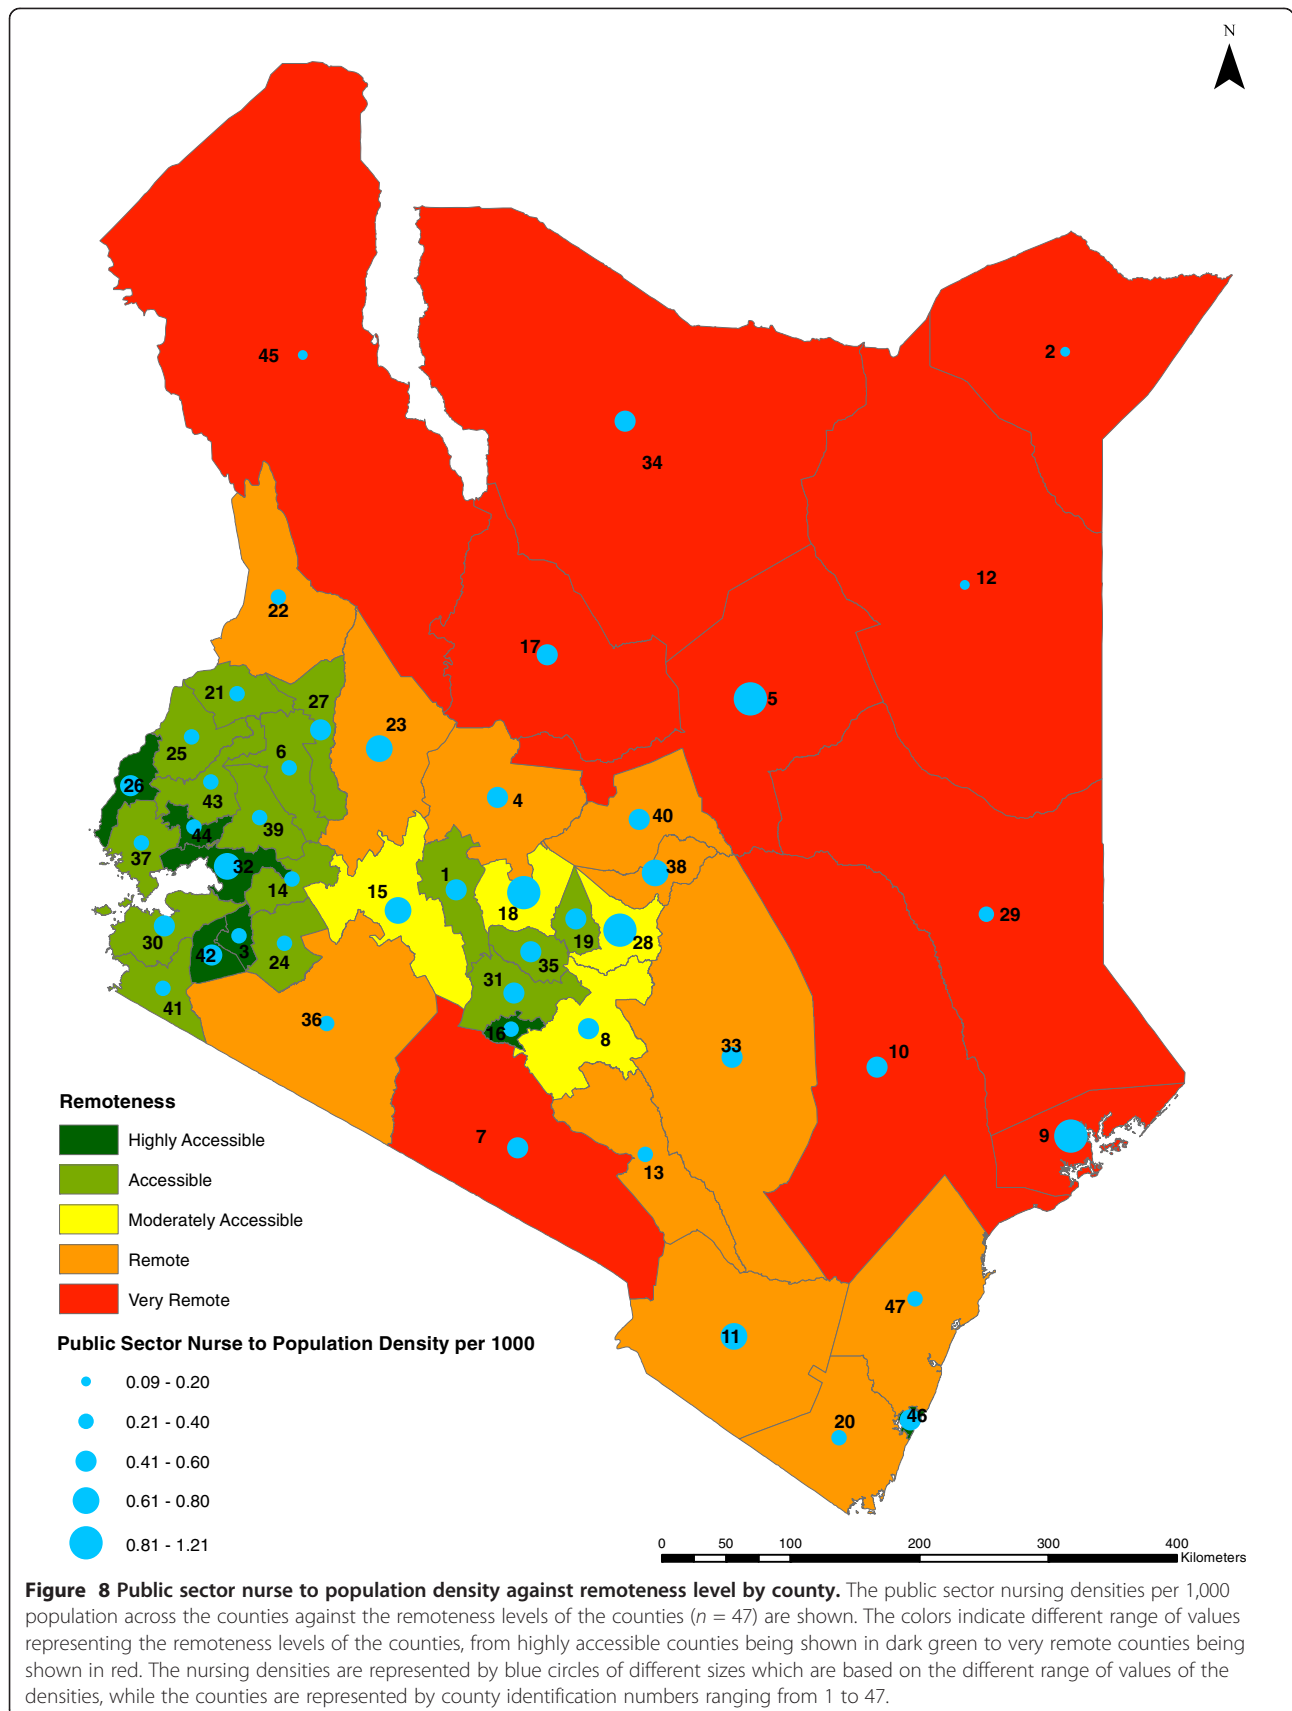 N
45
2
34
12
22
17
5
21
27
23
25
6
26
4
43
40
44
39
37
32
38
14
1
15
18
29
30
19
28
42
3
24
35
31
41
36
16
8
33
10
7
9
13
47
11
46
20
Remoteness
Highly Accessible
Accessible
Moderately Accessible
Remote
Very Remote
Public Sector Nurse to Population Density per 1000
0.09 - 0.20
0.21 - 0.40
0.41 - 0.60
0.61 - 0.80
0.81 - 1.21
0 50 100 200 300 400
Kilometers
Figure 8 Public sector nurse to population density against remoteness level by county. The public sector nursing densities per 1,000
population across the counties against the remoteness levels of the counties (n = 47) are shown. The colors indicate different range of values
representing the remoteness levels of the counties, from highly accessible counties being shown in dark green to very remote counties being
shown in red. The nursing densities are represented by blue circles of different sizes which are based on the different range of values of the
densities, while the counties are represented by county identification numbers ranging from 1 to 47.